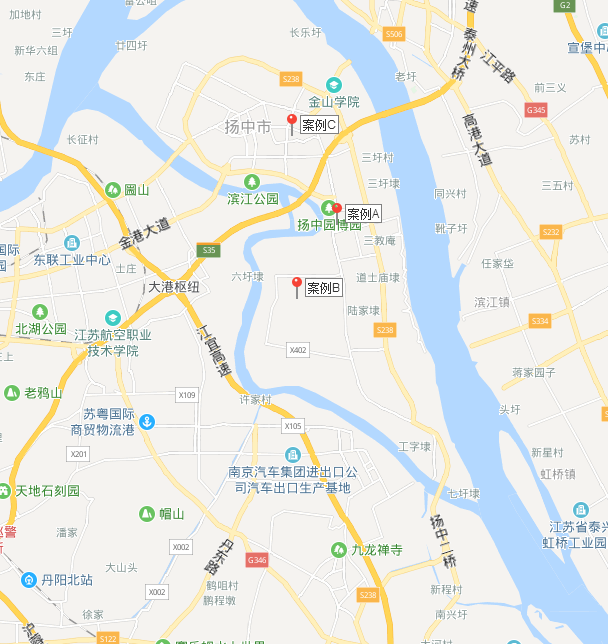 加地村
三圩
新华六组
东庄
廿四圩
长乐圩
S506
速
泰
州
大
桥
G2
江平路
宣堡中
老圩
S238
金山学院
前三义
G345
高港大道
苏村
扬中市
案例C
长征村
三圩村
三圩埭
三五村
圌山
滨江公园
同兴村
案例A
扬中园博园
靴子圩
S232
金港大道
三教庵
国际
园
东联工业中心
S35
士庄
六圩埭
道士庙埭
任家垈
大港枢纽
案例B
滨江镇
陆家埭
北湖公园
江苏航空职业
技术学院
江宜高速
S238
S334
上
X402
蒋家园子
老鸦山
X109
许家村
头圩
苏粤国际
商贸物流港
X105
X201
工字埭
新星村
虹桥镇
南京汽车集团进出口公
司汽车出口生产基地
天地石刻园
七圩埭
帽山
江苏省泰兴
虹桥工业园
扬中二桥
潘家
警
X002
丹东路
九龙禅寺
G346
大山头
丹阳北站
X002
鹤咀村
鹏程墩
新程村
S238
徐家
南兴圩
S122